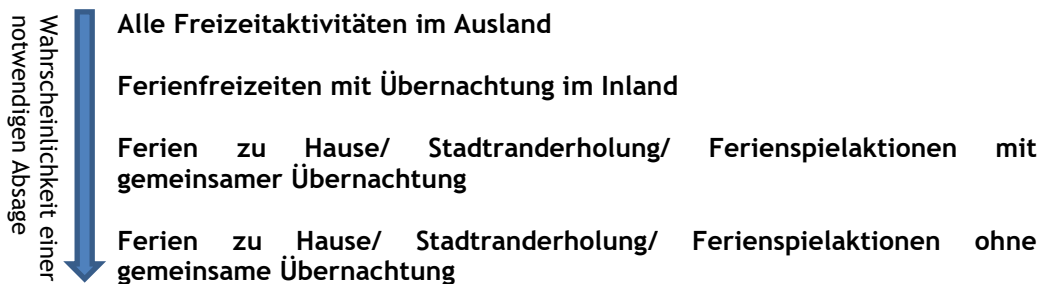 Wahrscheinlichkeit einer
notwendigen Absage
Alle Freizeitaktivitäten im Ausland
Ferienfreizeiten mit Übernachtung im Inland
Ferien zu Hause/ Stadtranderholung/ Ferienspielaktionen mit
gemeinsamer Übernachtung
Ferien zu Hause/ Stadtranderholung/ Ferienspielaktionen ohne
gemeinsame Übernachtung